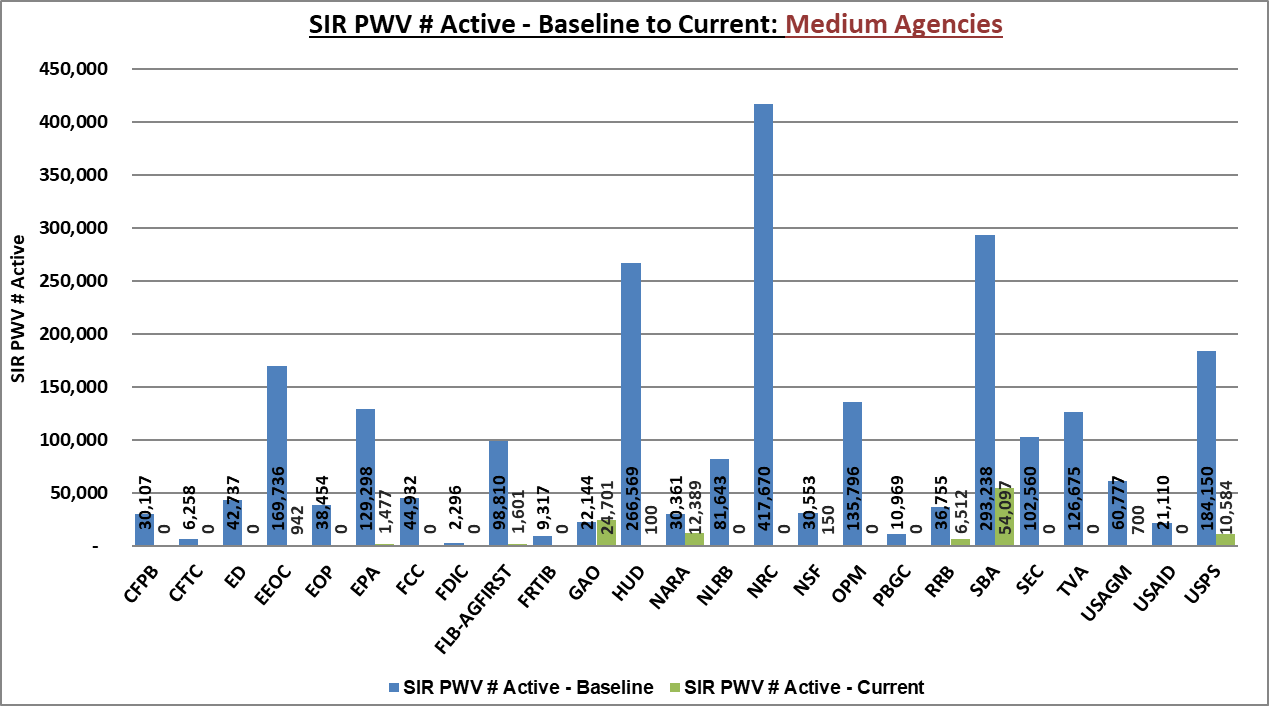 SIR PWV # Active - Baseline to Current: Medium Agencies
450,000
400,000
350,000
300,000
250,000
200,000
150,000
100,000
50,000
-
SIR PWV # Active
30,107
0
6,258
0
42,737
0
169,736
942
38,454
0
129,298
1,477
44,932
0
2,296
0
98,810
1,601
9,317
0
22,144
24,701
266,569
100
30,361
12,389
81,643
0
417,670
0
30,553
150
135,796
0
10,969
0
36,755
6,512
293,238
54,097
102,560
0
126,675
0
60,777
700
21,110
0
184,150
10,584
CFPB
CFTC
ED
EEOC
EOP
EPA
FCC
FDIC
FLB-AGFIRST
FRTIB
GAO
HUD
NARA
NLRB
NRC
NSF
OPM
PBGC
RRB
SBA
SEC
TVA
USAGM
USAID
USPS
SIR PWV # Active - Baseline
SIR PWV # Active - Current